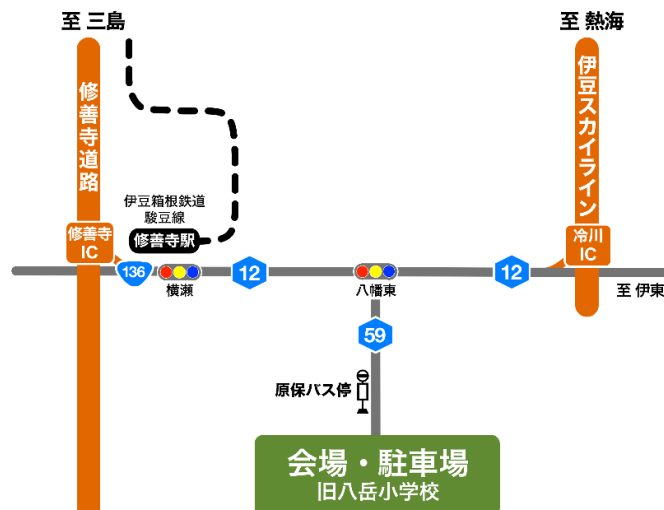 至 三島
至 熱海
修善寺道路
伊豆スカイライン
伊豆箱根鉄道
駿豆線
修善寺駅
修善寺
IC
冷川
IC
136
横瀬
12
八幡東
12
至 伊東
59
原保バス停
会場・駐車場
旧八岳小学校